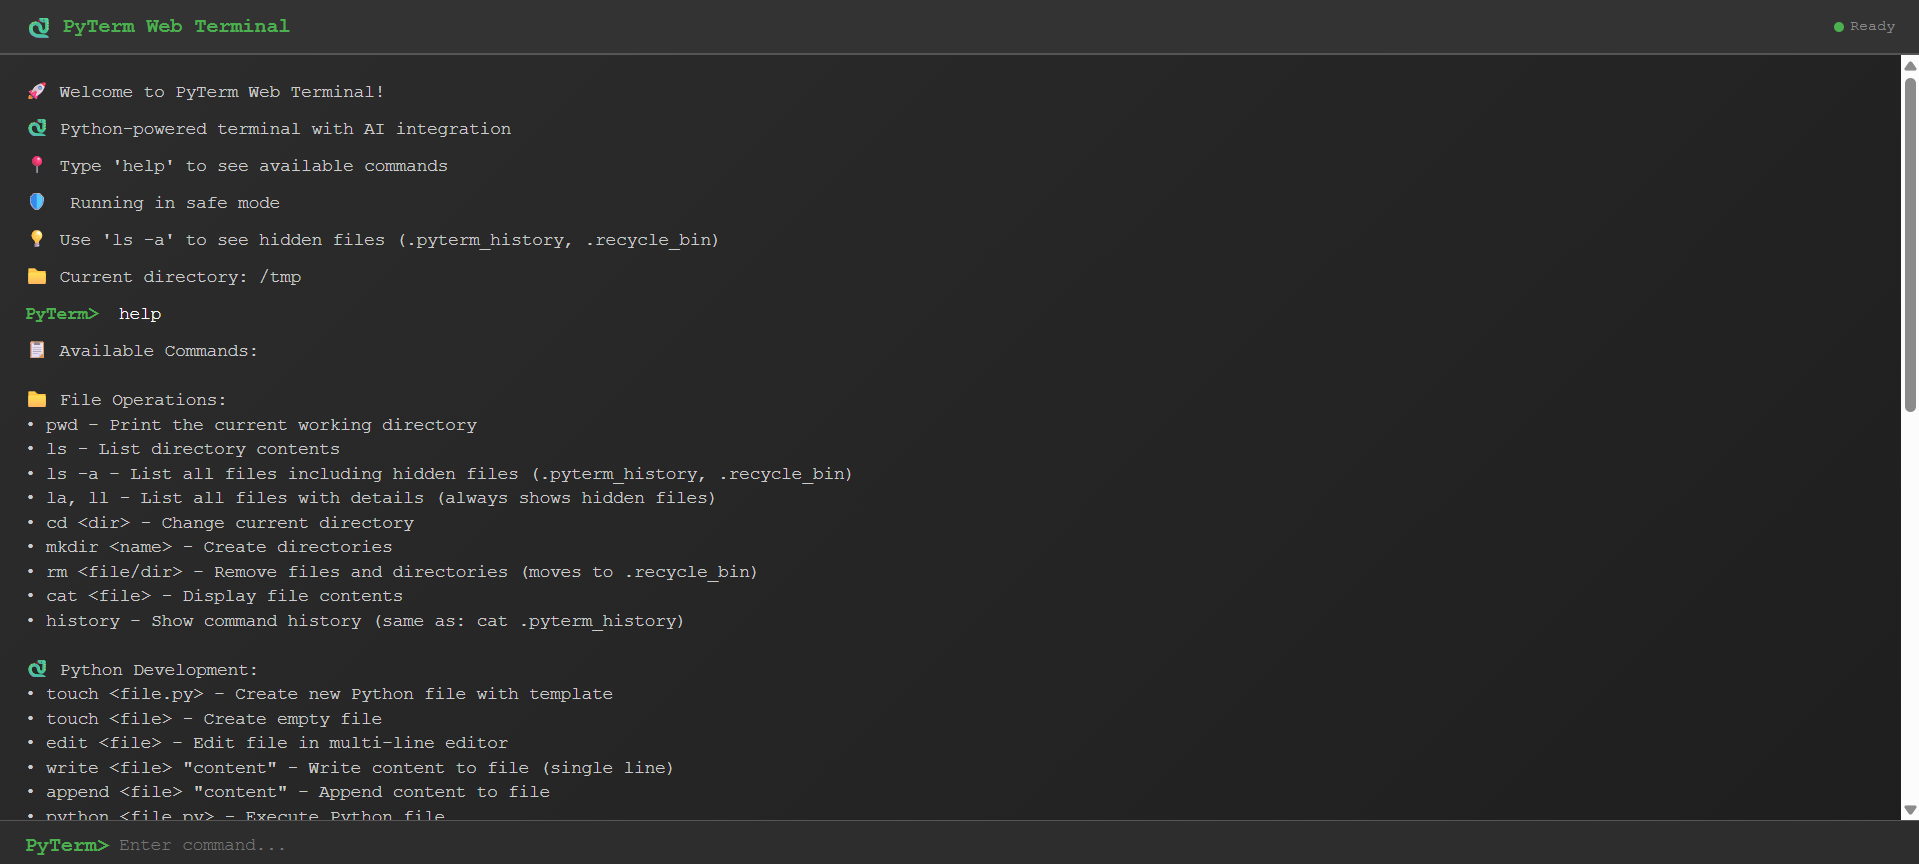 PyTerm Web Terminal
Ready
Welcome to PyTerm Web Terminal!
Python-powered terminal with AI integration
Type 'help' to see available commands
Running in safe mode
Use 'ls -a' to see hidden files (.pyterm_history, .recycle_bin)
Current directory: /tmp
PyTerm> help
Available Commands:
File Operations:
• pwd - Print the current working directory
• ls - List directory contents
• ls -a - List all files including hidden files (.pyterm_history, .recycle_bin)
• la, ll - List all files with details (always shows hidden files)
• cd <dir> - Change current directory
• mkdir <name> - Create directories
• rm <file/dir> - Remove files and directories (moves to .recycle_bin)
• cat <file> - Display file contents
• history - Show command history (same as: cat .pyterm_history)
Python Development:
• touch <file.py> - Create new Python file with template
• touch <file> - Create empty file
• edit <file> - Edit file in multi-line editor
• write <file> "content" - Write content to file (single line)
• append <file> "content" - Append content to file
• python <file.py> - Execute Python file
PyTerm> Enter command...